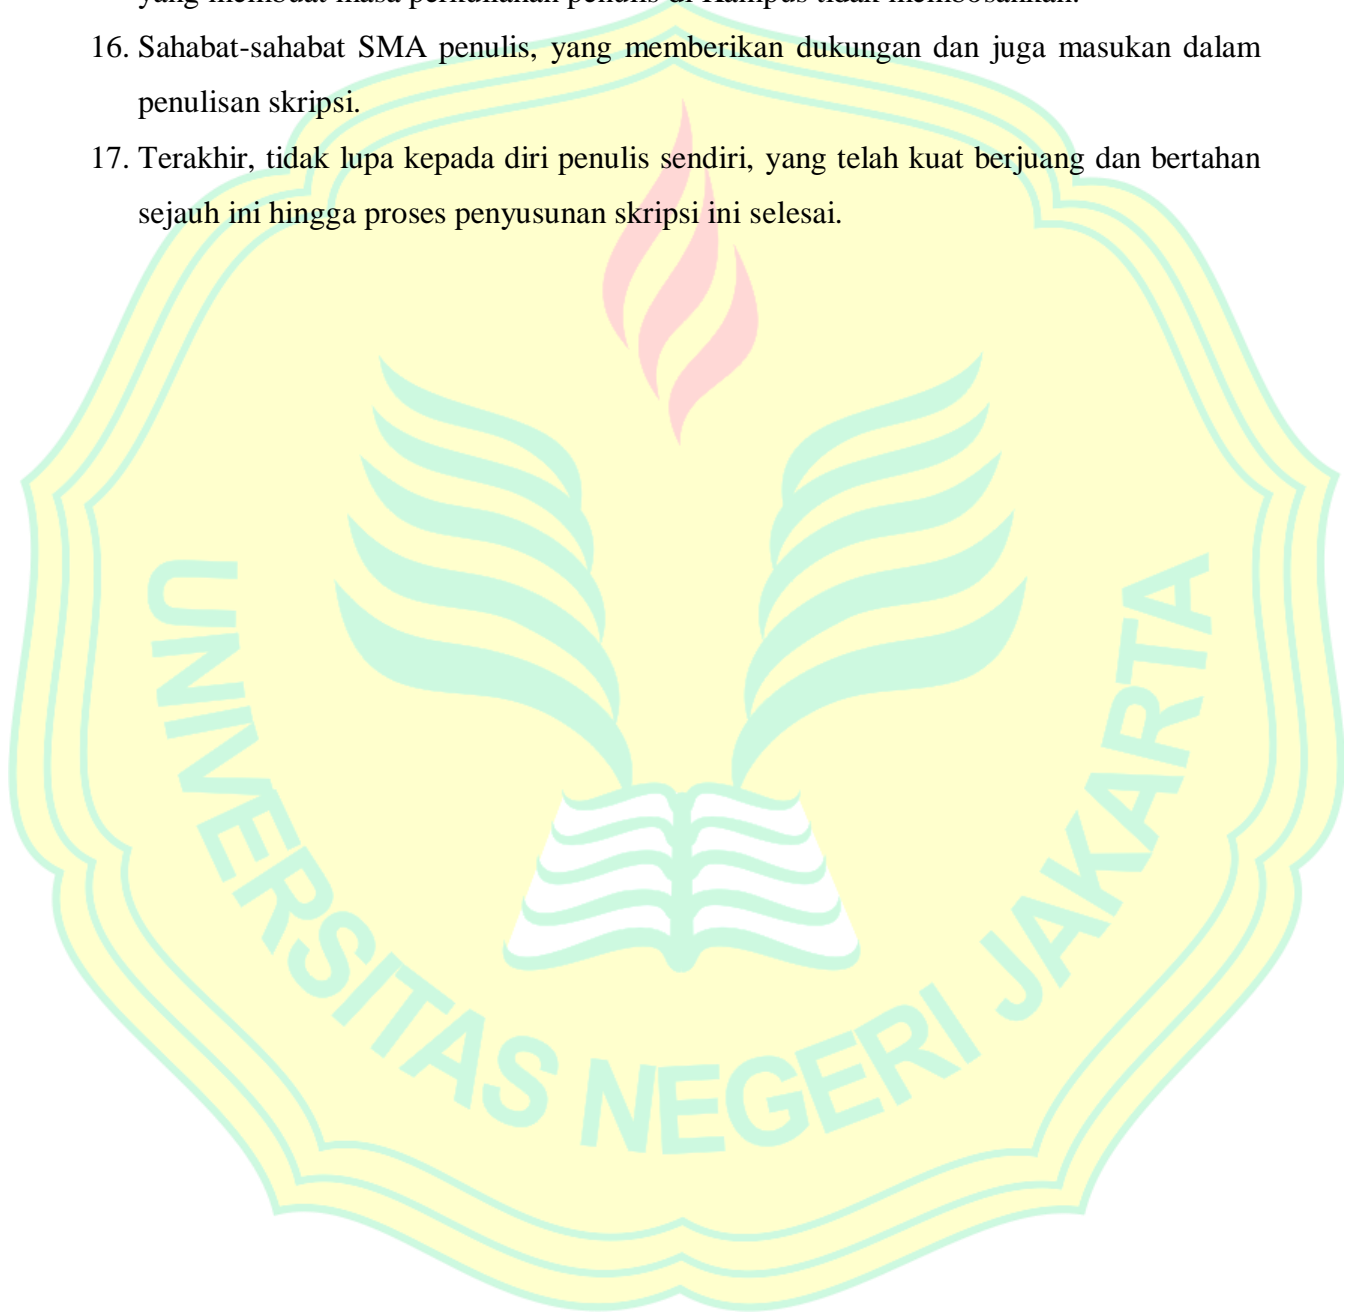 yang membuat masa perkuliahan penulis di Kampus tidak membosankan.
16. Sahabat-sahabat SMA penulis, yang memberikan dukungan dan juga masukan dalam
penulisan skripsi.
17. Terakhir, tidak lupa kepada diri penulis sendiri, yang telah kuat berjuang dan bertahan
sejauh ini hingga proses penyusunan skripsi ini selesai.
UNIVERSITAS NEGERI JAKARTA